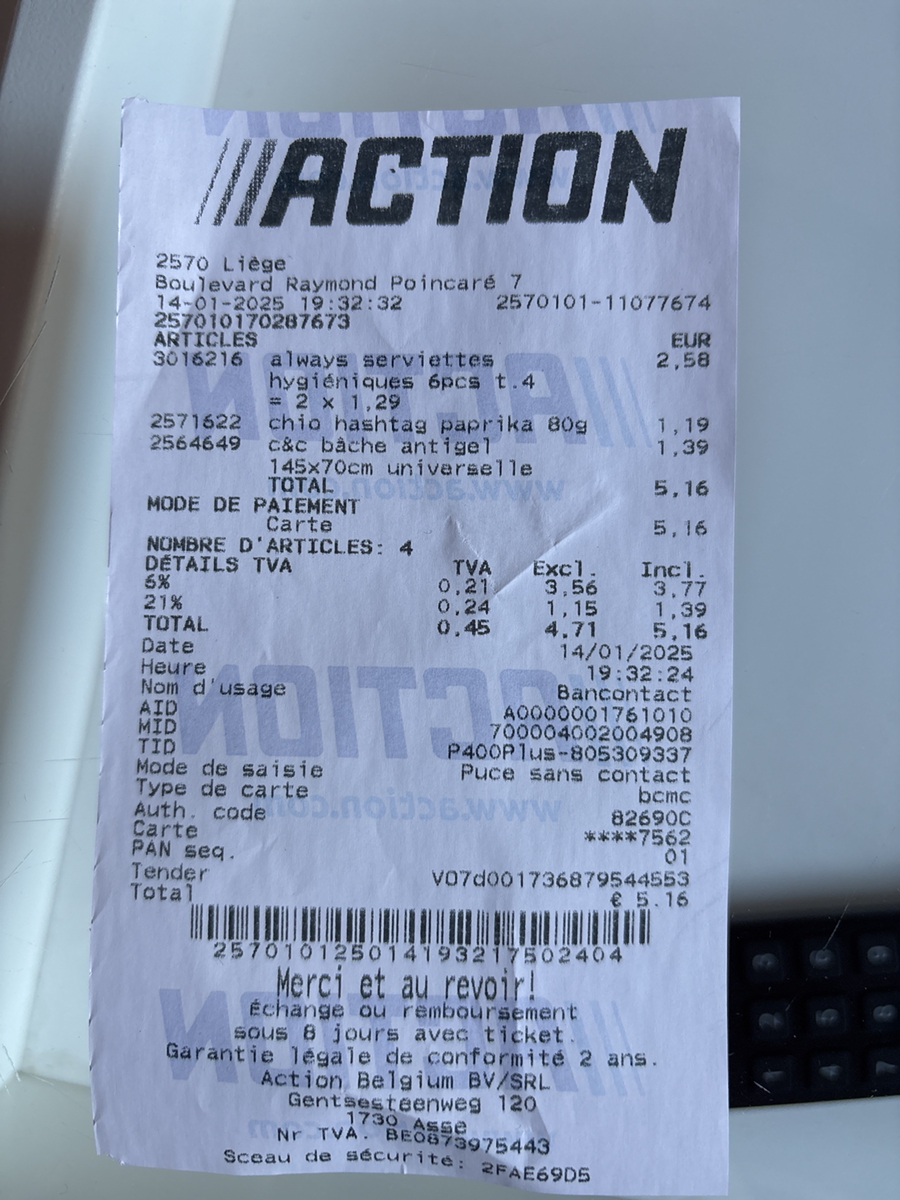 ///ACTION
2570 Liège
Boulevard Raymond Poincaré 7
14-01-2025 19:32:32 2570101-11077674
257010170287673
ARTICLES EUR
3016216 always serviettes 2,58
hygiéniques 6pcs t.4
= 2 x 1,29
2571622 chio hashtag paprika 80g 1,19
2564649 c&c bâche antigel 1,39
145x70cm universelle
TOTAL 5,16
MODE DE PAIEMENT
Carte 5,16
NOMBRE D'ARTICLES: 4
DÉTAILS TVA TVA Excl. Incl.
6% 0,21 3,56 3,77
21% 0,24 1,15 1,39
TOTAL 0,45 4,71 5,16
Date 14/01/2025
Heure 19:32:24
Nom d'usage Bancontact
AID A0000001761010
MID 700004002004908
TID P400Plus-805309337
Mode de saisie Puce sans contact
Type de carte bcmc
Auth. code 82690C
Carte ****7562
PAN seq. 01
Tender V07d001736879544553
Total € 5.16
257010125014193217502404
Merci et au revoir!
Échange ou remboursement
sous 8 jours avec ticket.
Garantie légale de conformité 2 ans.
Action Belgium BV/SRL
Gentsesteenweg 120
1730 Asse
Nr TVA. BE0873975443
Sceau de sécurité: 2FAE69D5